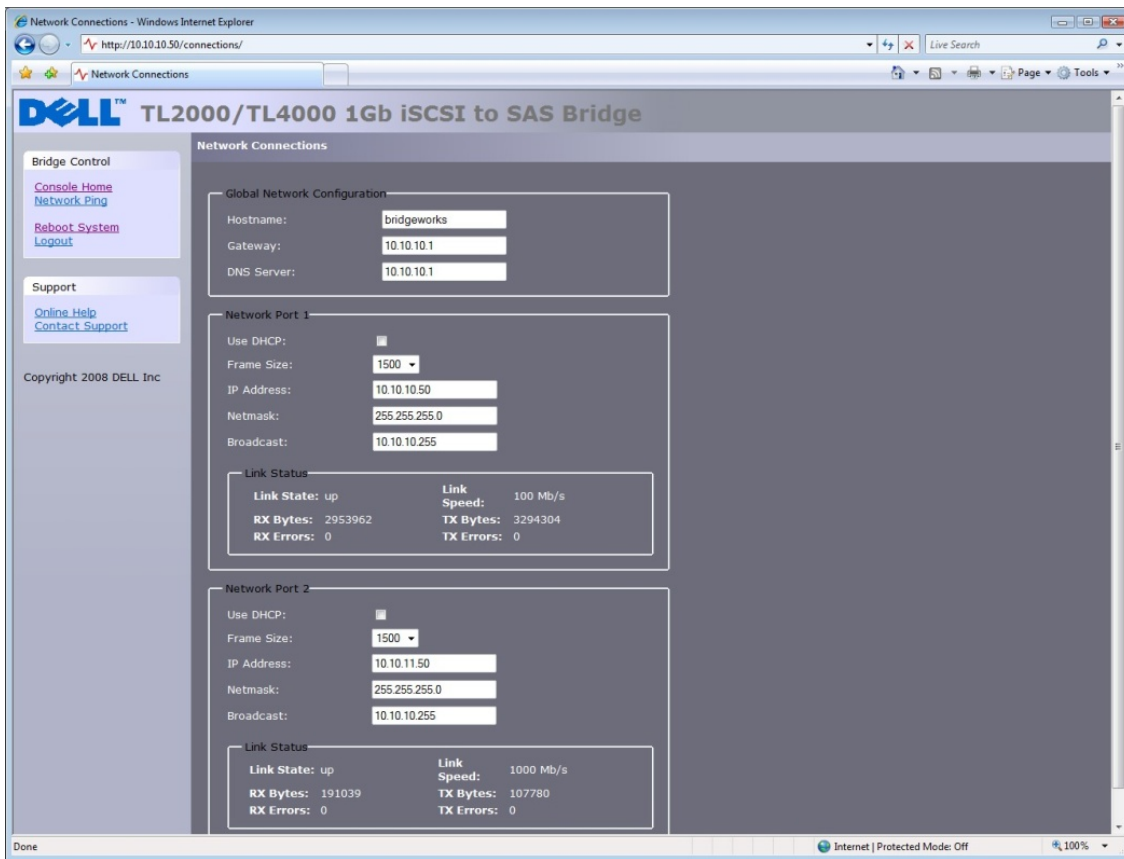 Network Connections - Windows Internet Explorer
http://10.10.10.50/connections/
Live Search
Network Connections
Page
Tools
DELL™ TL2000/TL4000 1Gb iSCSI to SAS Bridge
Network Connections
Bridge Control
Console Home
Network Ping
Reboot System
Logout
Support
Online Help
Contact Support
Copyright 2008 DELL Inc
Global Network Configuration
Hostname: bridgeworks
Gateway: 10.10.10.1
DNS Server: 10.10.10.1
Network Port 1
Use DHCP:
Frame Size: 1500
IP Address: 10.10.10.50
Netmask: 255.255.255.0
Broadcast: 10.10.10.255
Link Status
Link State: up Link Speed: 100 Mb/s
RX Bytes: 2953962 TX Bytes: 3294304
RX Errors: 0 TX Errors: 0
Network Port 2
Use DHCP:
Frame Size: 1500
IP Address: 10.10.11.50
Netmask: 255.255.255.0
Broadcast: 10.10.10.255
Link Status
Link State: up Link Speed: 1000 Mb/s
RX Bytes: 191039 TX Bytes: 107780
RX Errors: 0 TX Errors: 0
Done
Internet | Protected Mode: Off
100%